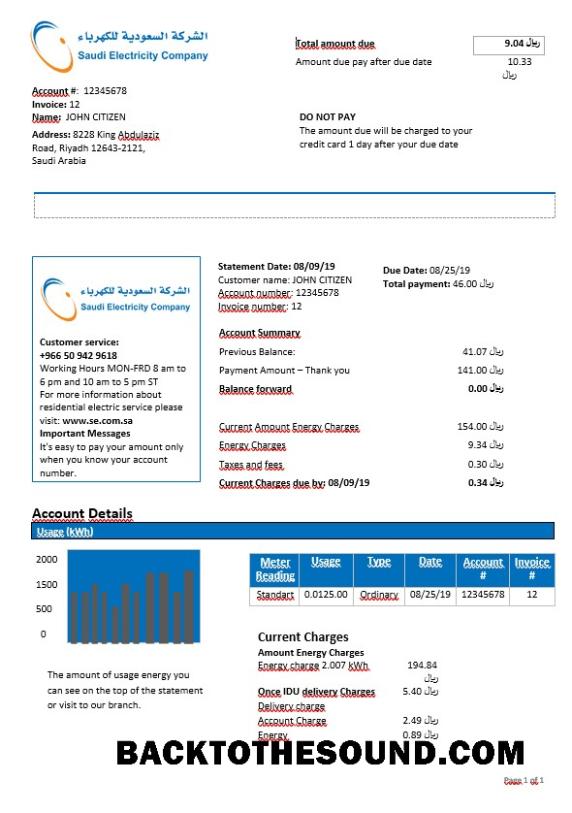 الشركة السعودية للكهرباء
Saudi Electricity Company
Total amount due 9.04 ريال
Amount due pay after due date 10.33 ريال
Account #: 12345678
Invoice: 12
Name: JOHN CITIZEN
Address: 8228 King Abdulaziz
Road, Riyadh 12643-2121,
Saudi Arabia
DO NOT PAY
The amount due will be charged to your
credit card 1 day after your due date
الشركة السعودية للكهرباء
Saudi Electricity Company
Customer service:
+966 50 942 9618
Working Hours MON-FRD 8 am to
6 pm and 10 am to 5 pm ST
For more information about
residential electric service please
visit: www.se.com.sa
Important Messages
It's easy to pay your amount only
when you know your account
number.
Statement Date: 08/09/19
Customer name: JOHN CITIZEN
Account number: 12345678
Invoice number: 12
Due Date: 08/25/19
Total payment: 46.00 ريال
Account Summary
Previous Balance: 41.07 ريال
Payment Amount – Thank you 141.00 ريال
Balance forward 0.00 ريال
Current Amount Energy Charges 154.00 ريال
Energy Charges 9.34 ريال
Taxes and fees 0.30 ريال
Current Charges due by: 08/09/19 0.34 ريال
Account Details
Usage (kWh)
2000
1500
500
0
The amount of usage energy you
can see on the top of the statement
or visit to our branch.
Meter Reading Usage Type Date Account # Invoice #
Standart 0.0125.00 Ordinary 08/25/19 12345678 12
Current Charges
Amount Energy Charges
Energy charge 2.007 kWh 194.84 ريال
Once IDU delivery Charges 5.40 ريال
Delivery charge
Account Charge 2.49 ريال
Energy 0.89 ريال
BACKTOTHESOUND.COM
Page 1 of 1